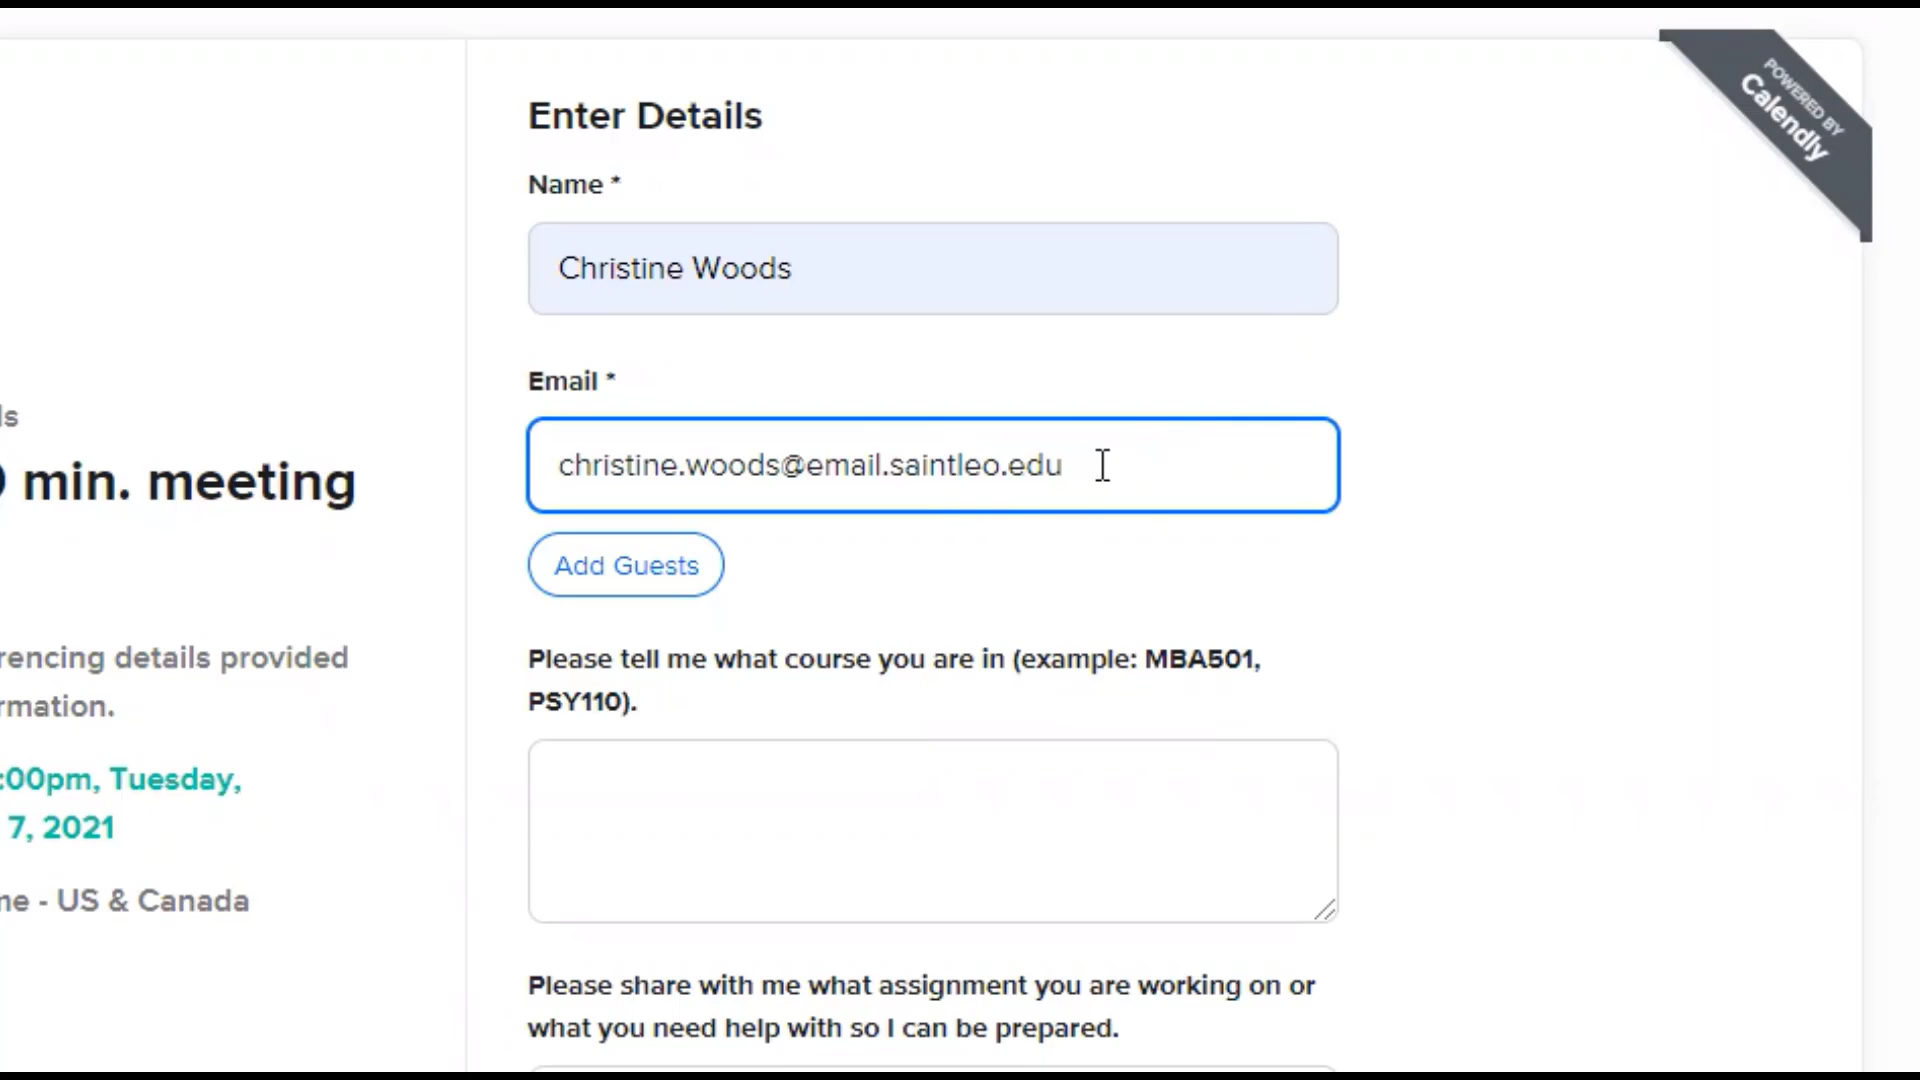 POWERED BY
Calendly
ls
min. meeting
rencing details provided
rmation.
:00pm, Tuesday,
7, 2021
me - US & Canada
Enter Details
Name *
Christine Woods
Email *
christine.woods@email.saintleo.edu
Add Guests
Please tell me what course you are in (example: MBA501,
PSY110).
Please share with me what assignment you are working on or
what you need help with so I can be prepared.